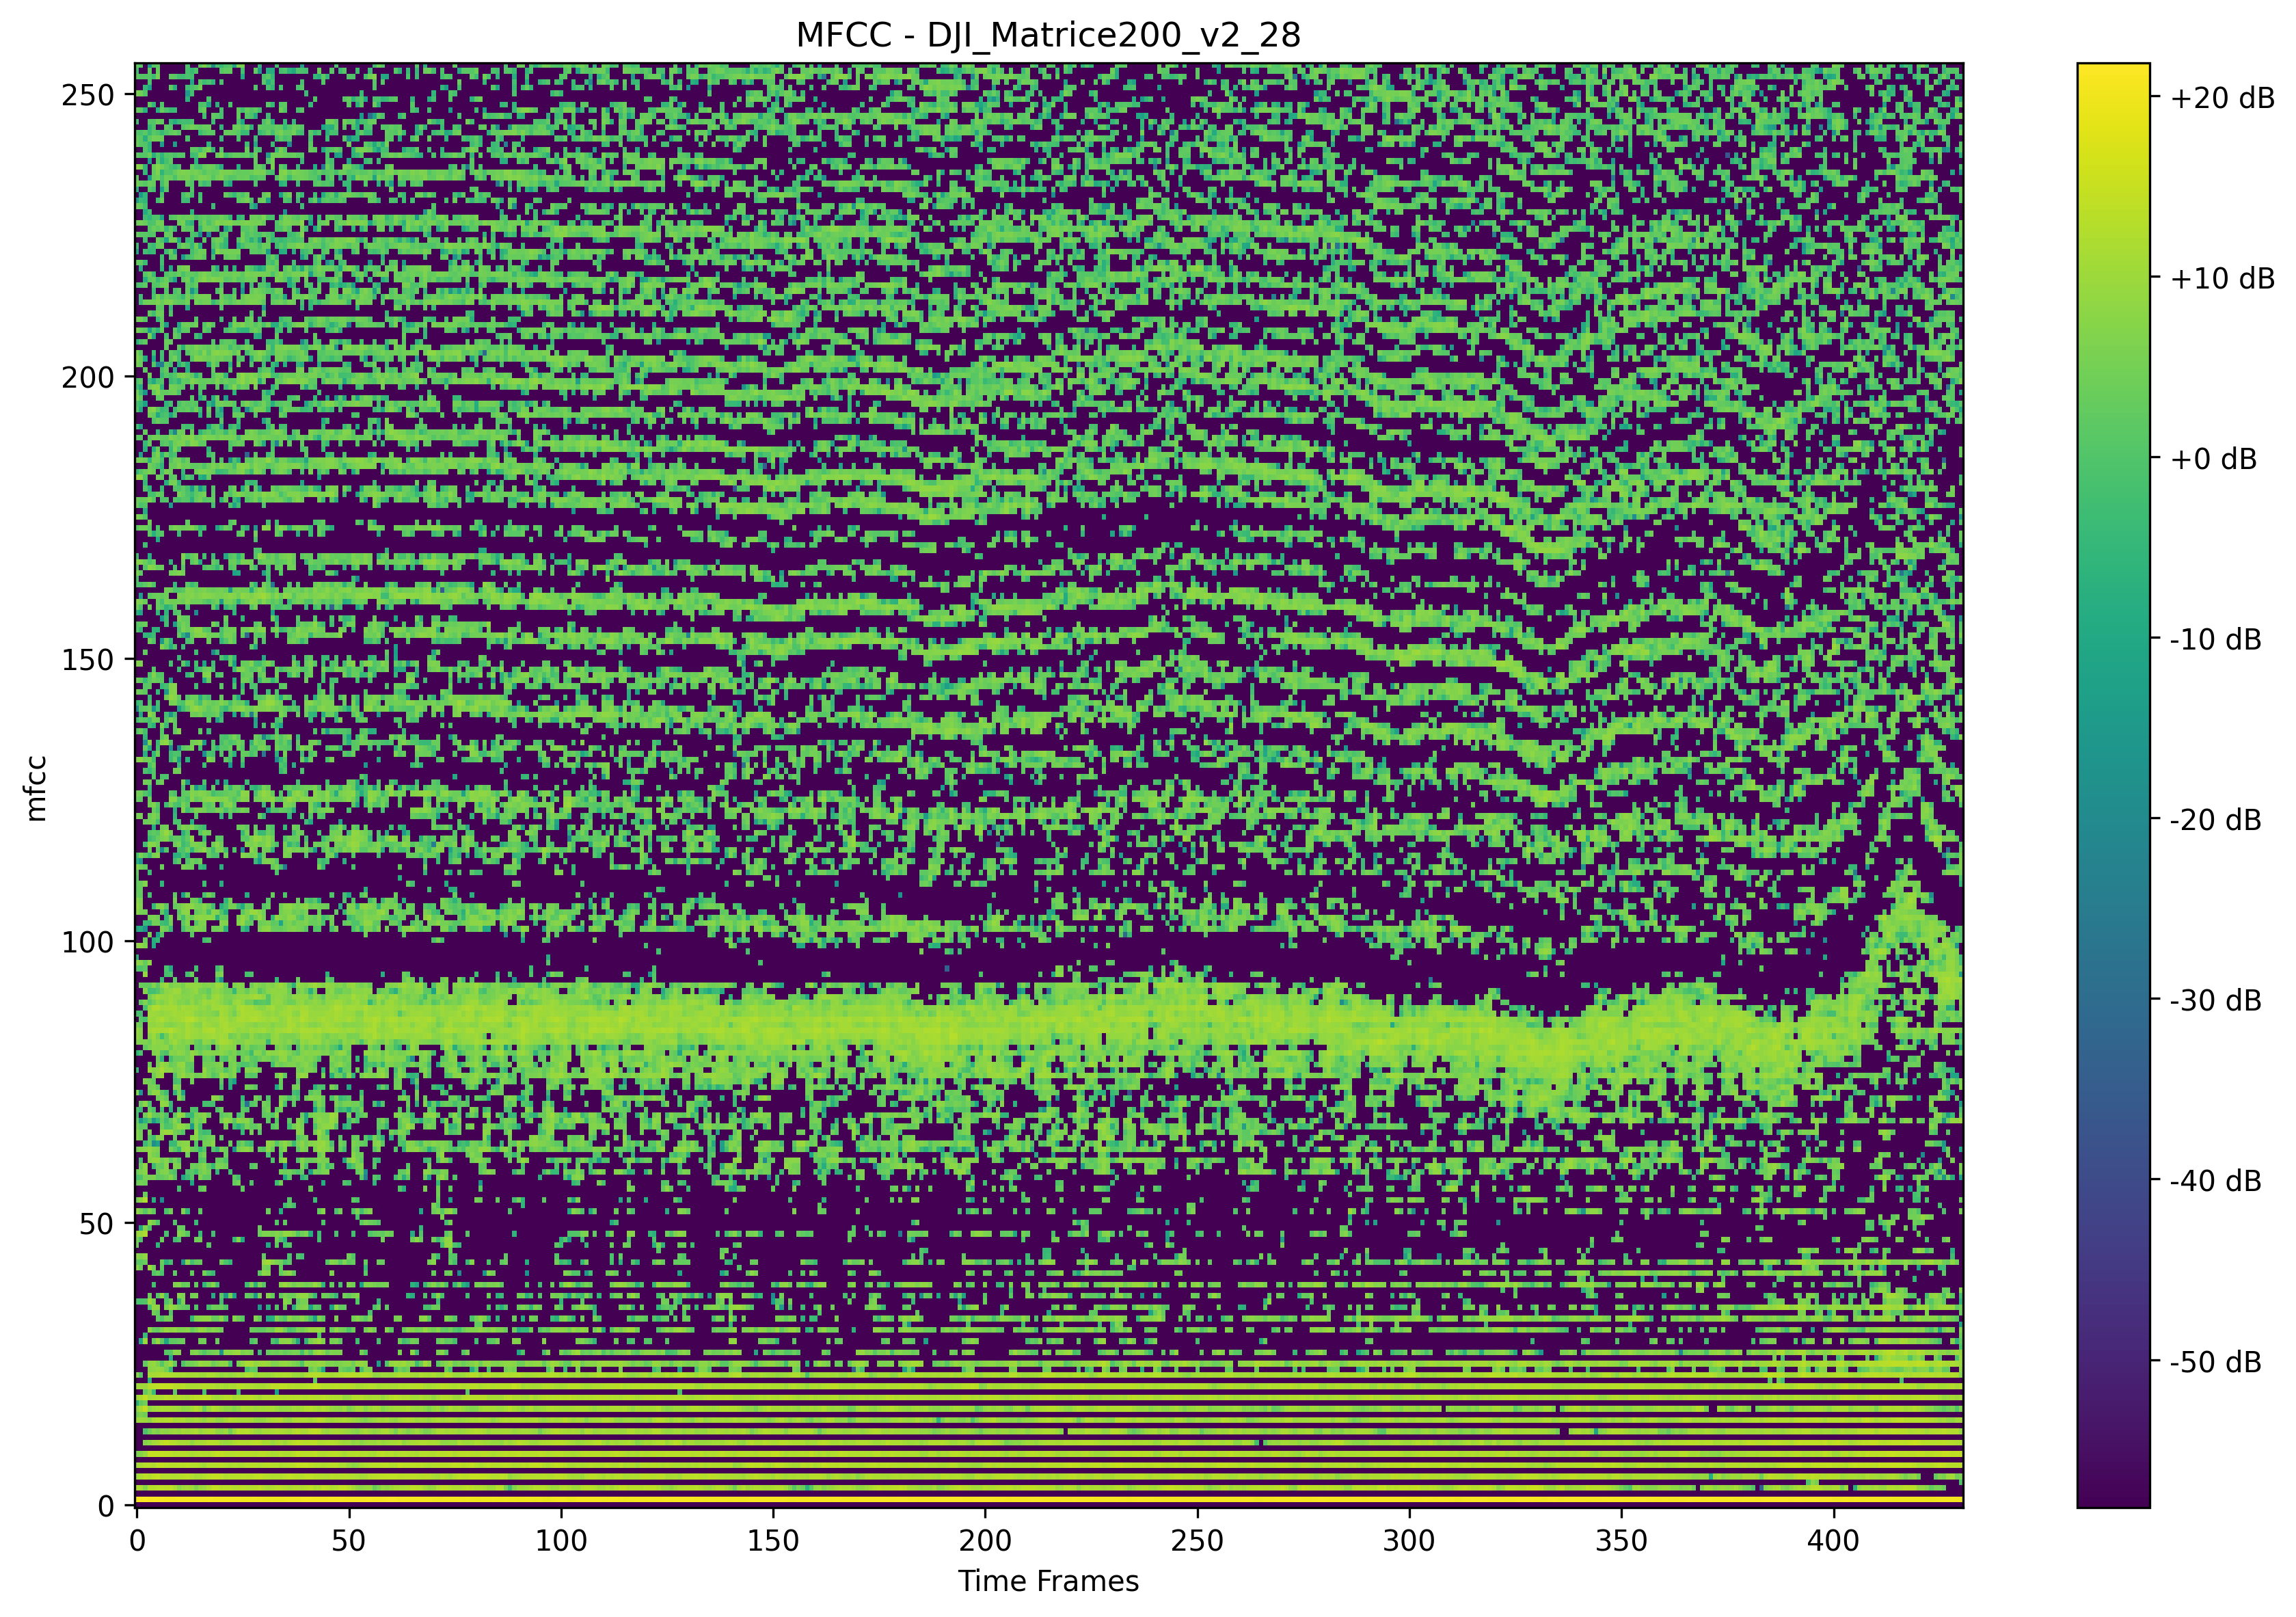 MFCC - DJI_Matrice200_v2_28
250
200
150
100
50
0
mfcc
0 50 100 150 200 250 300 350 400
Time Frames
+20 dB
+10 dB
+0 dB
-10 dB
-20 dB
-30 dB
-40 dB
-50 dB